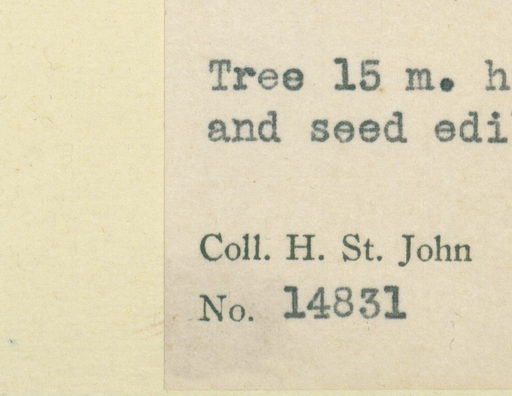 Tree 15 m. h
and seed edi
Coll. H. St. John
No. 14831